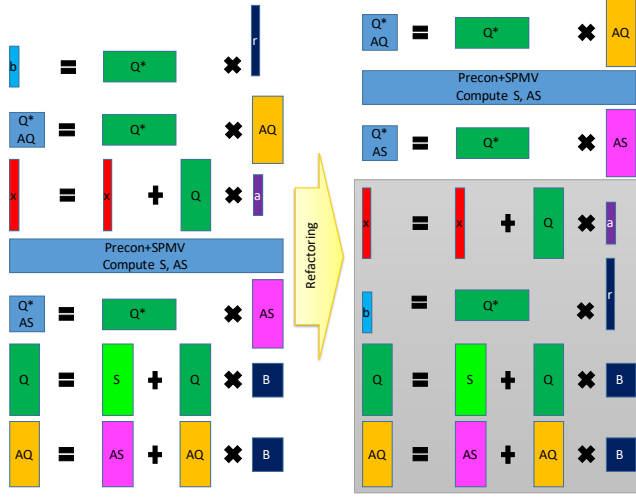 b = Q* ✖ r
Q* AQ = Q* ✖ AQ
x = x + Q ✖ a
Precon+SPMV
Compute S, AS
Q* AS = Q* ✖ AS
Q = S + Q ✖ B
AQ = AS + AQ ✖ B
Refactoring
Q* AQ = Q* ✖ AQ
Precon+SPMV
Compute S, AS
Q* AS = Q* ✖ AS
x = x + Q ✖ a
b = Q* ✖ r
Q = S + Q ✖ B
AQ = AS + AQ ✖ B